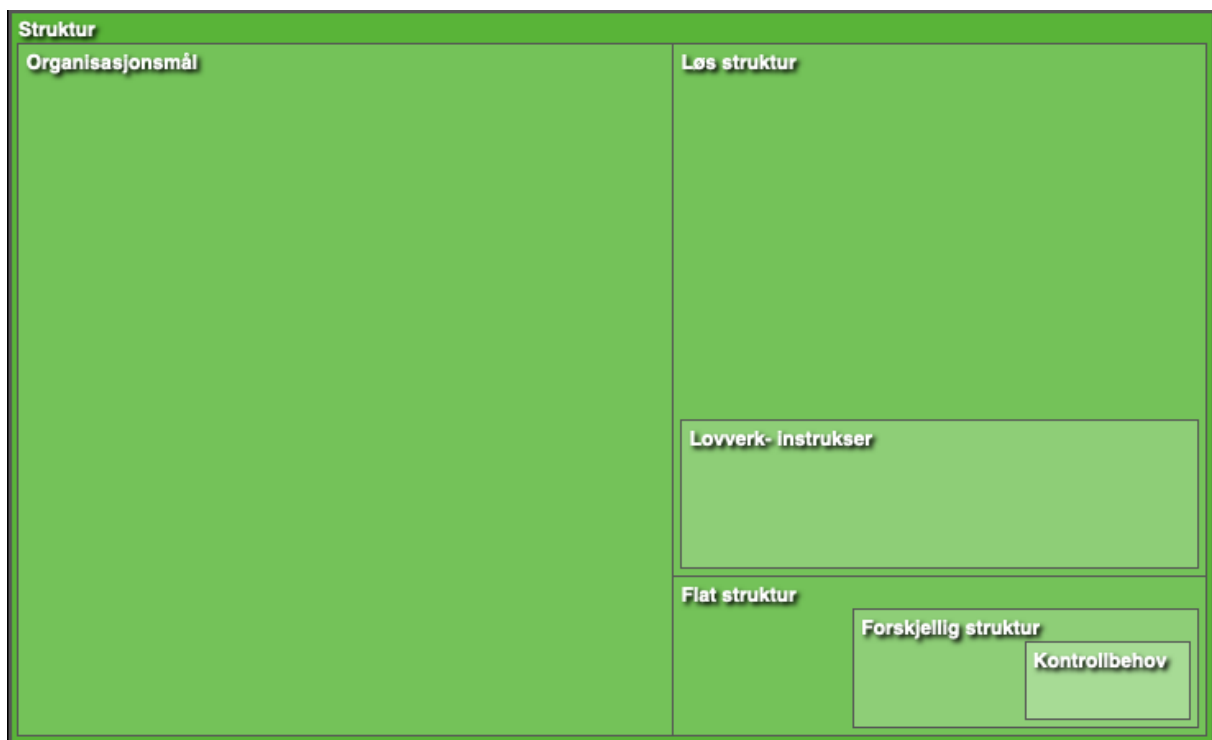 Struktur
Organisasjonsmål
Løs struktur
Lovverk- instrukser
Flat struktur
Forskjellig struktur
Kontrollbehov